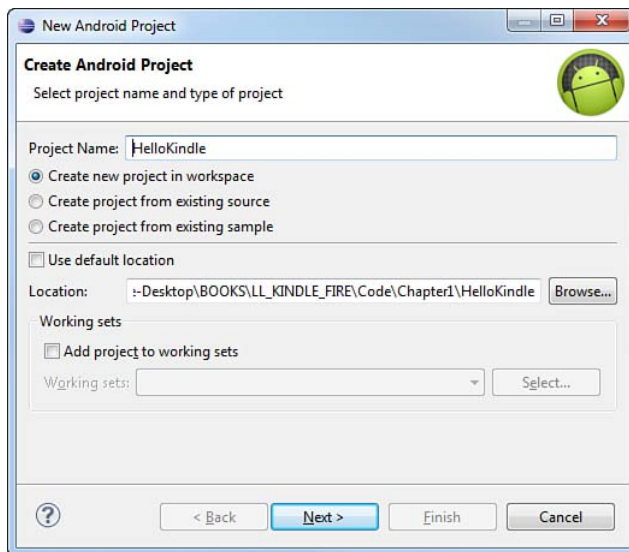 New Android Project
Create Android Project
Select project name and type of project
Project Name: HelloKindle
Create new project in workspace
Create project from existing source
Create project from existing sample
Use default location
Location: :-Desktop\BOOKS\LL_KINDLE_FIRE\Code\Chapter1\HelloKindle Browse...
Working sets
Add project to working sets
Working sets: Select...
? < Back Next > Finish Cancel